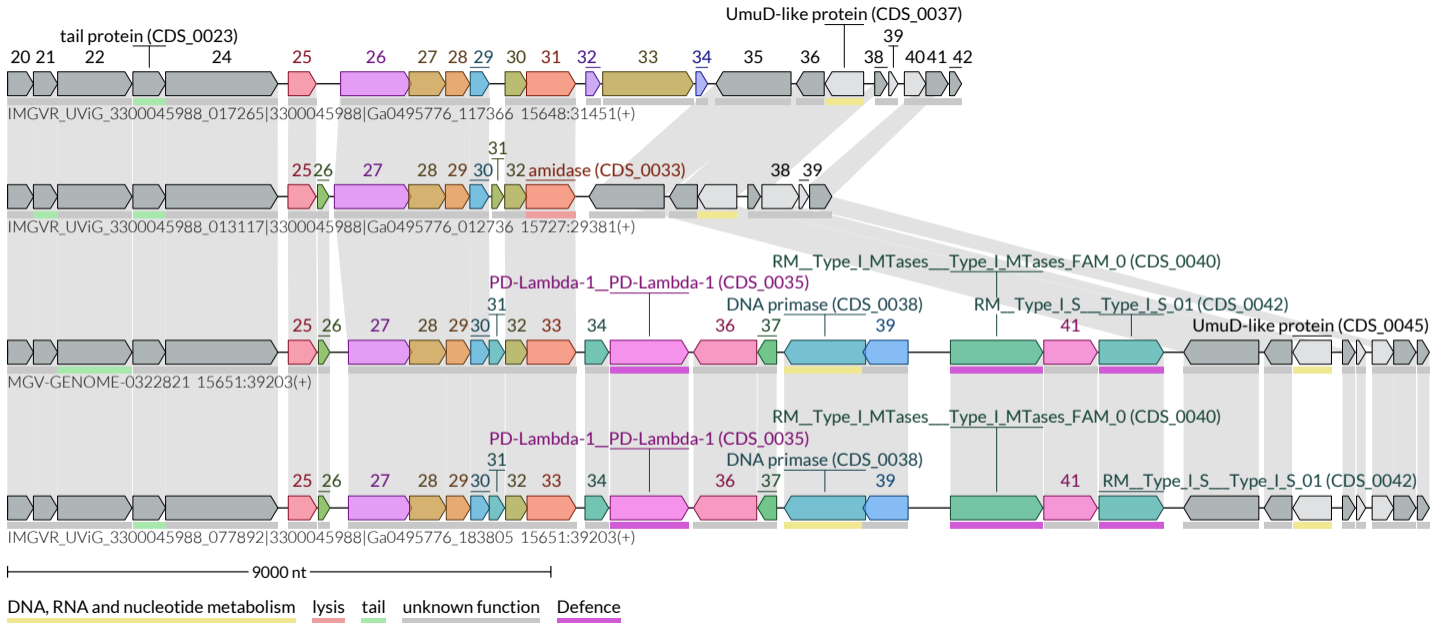 UmuD-like protein (CDS_0037)
tail protein (CDS_0023) 39
20 21 22 24 25 26 27 28 29 30 31 32 33 34 35 36 38 40 41 42
IMGVR_UViG_3300045988_017265|3300045988|Ga0495776_117366 15648:31451(+)
31
25 26 27 28 29 30 32 amidase (CDS_0033) 38 39
IMGVR_UViG_3300045988_013117|3300045988|Ga0495776_012736 15727:29381(+)
RM__Type_I_MTases___Type_I_MTases_FAM_0 (CDS_0040)
PD-Lambda-1__PD-Lambda-1 (CDS_0035)
31 DNA primase (CDS_0038) RM__Type_I_S___Type_I_S_01 (CDS_0042)
25 26 27 28 29 30 32 33 34 36 37 39 41 UmuD-like protein (CDS_0045)
MGV-GENOME-0322821 15651:39203(+)
RM__Type_I_MTases___Type_I_MTases_FAM_0 (CDS_0040)
PD-Lambda-1__PD-Lambda-1 (CDS_0035)
31 DNA primase (CDS_0038)
25 26 27 28 29 30 32 33 34 36 37 39 41 RM__Type_I_S___Type_I_S_01 (CDS_0042)
IMGVR_UViG_3300045988_077892|3300045988|Ga0495776_183805 15651:39203(+)
9000 nt
DNA, RNA and nucleotide metabolism lysis tail unknown function Defence